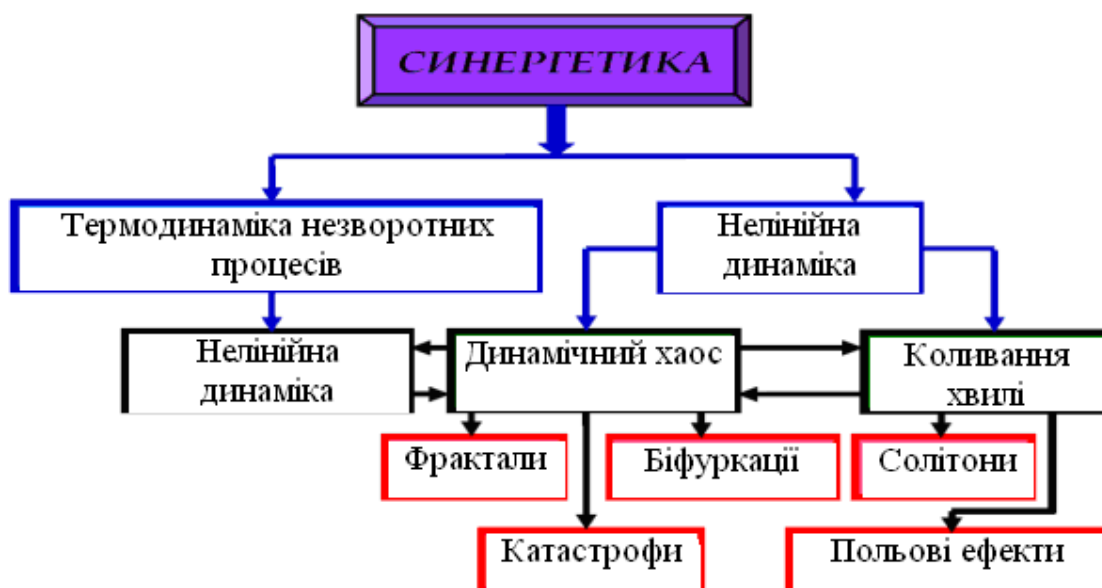 СИНЕРГЕТИКА
Термодинаміка незворотних
процесів
Нелінійна
динаміка
Нелінійна
динаміка
Динамічний хаос
Коливання
хвилі
Фрактали
Біфуркації
Солітони
Катастрофи
Польові ефекти